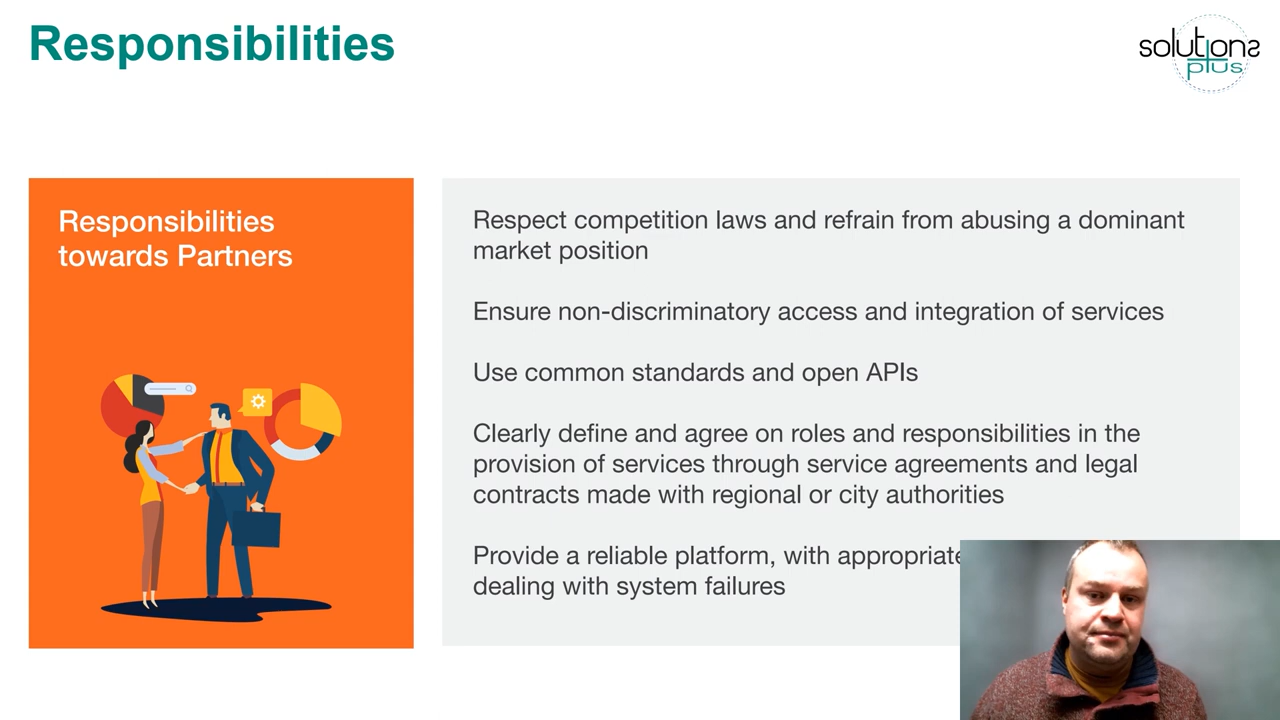 Responsibilities
solutions
plus
Responsibilities
towards Partners
Respect competition laws and refrain from abusing a dominant
market position
Ensure non-discriminatory access and integration of services
Use common standards and open APIs
Clearly define and agree on roles and responsibilities in the
provision of services through service agreements and legal
contracts made with regional or city authorities
Provide a reliable platform, with appropriate
dealing with system failures